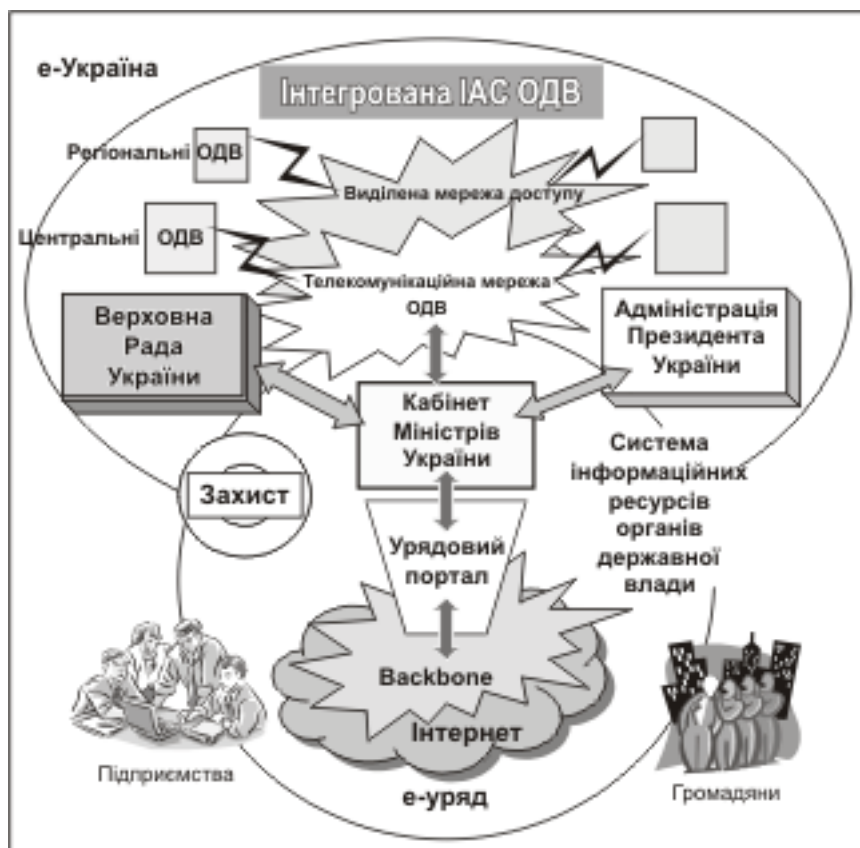 е-Україна
Інтегрована ІАС ОДВ
Регіональні ОДВ
Виділена мережа доступу
Центральні ОДВ
Телекомунікаційна мережа
ОДВ
Верховна
Рада
України
Адміністрація
Президента
України
Кабінет
Міністрів
України
Система
інформаційних
ресурсів
органів
державної
влади
Захист
Урядовий
портал
Backbone
Інтернет
Підприємства
е-уряд
Громадяни